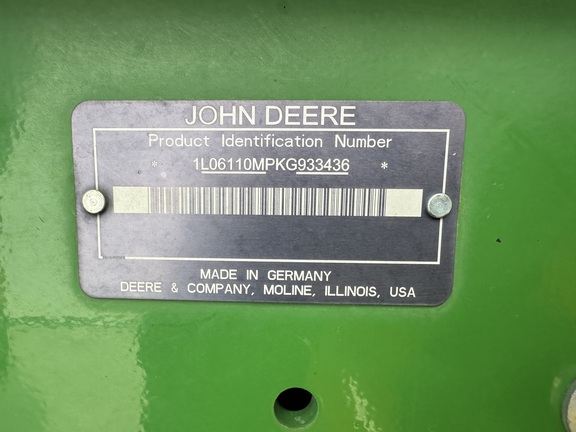 JOHN DEERE
Product Identification Number
* 1L06110MPKG933436 *
MADE IN GERMANY
DEERE & COMPANY, MOLINE, ILLINOIS, USA